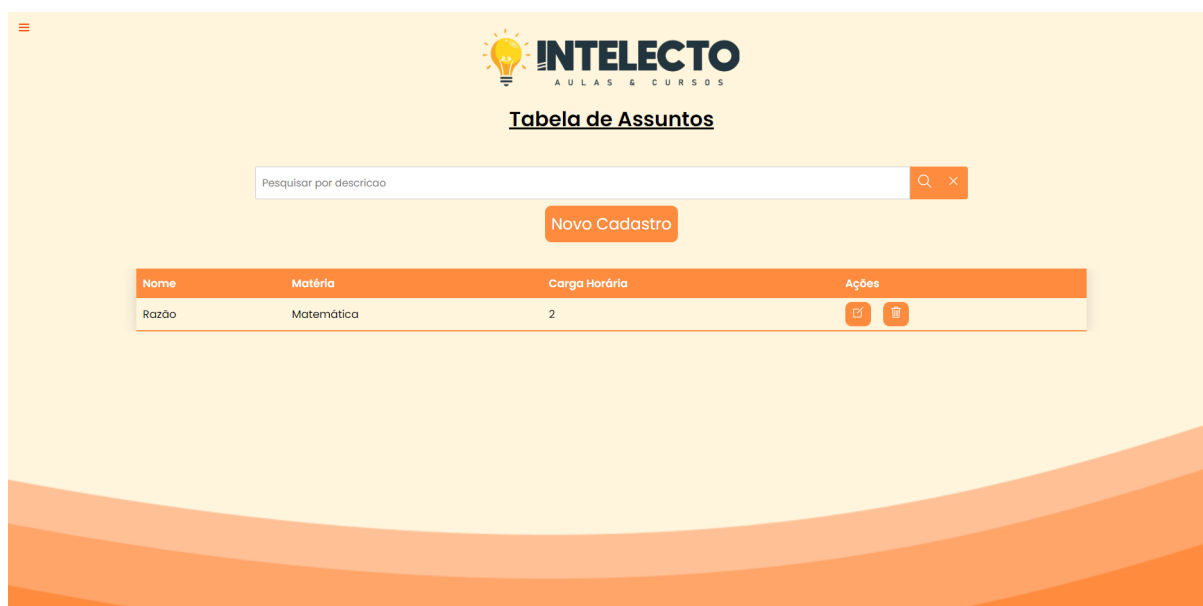 INTELECTO
AULAS & CURSOS
Tabela de Assuntos
Pesquisar por descricao
Novo Cadastro
Nome Matéria Carga Horária Ações
Razão Matemática 2